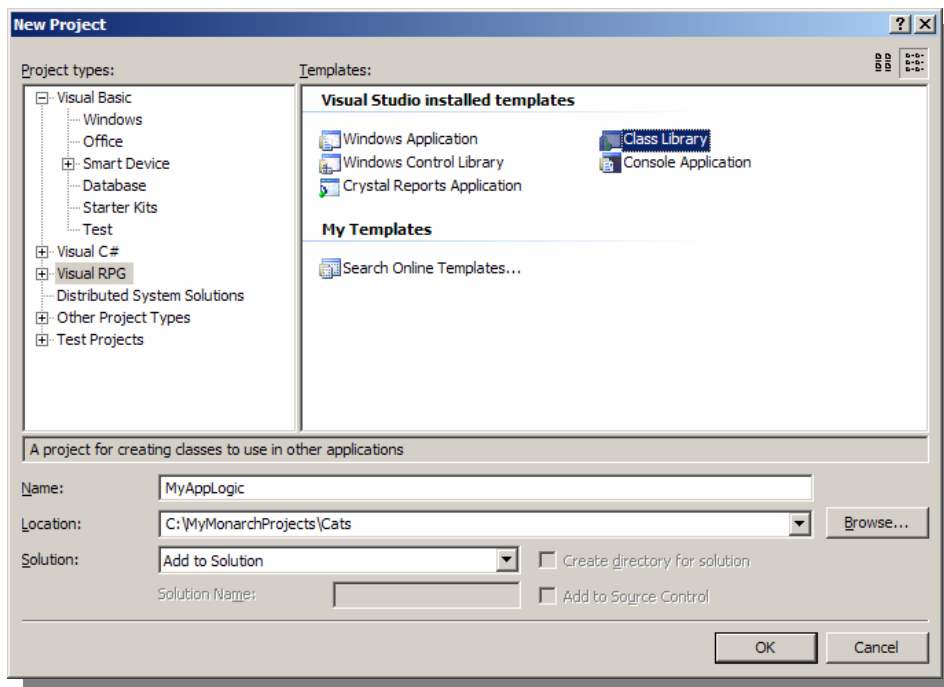 New Project
Project types:
Templates:
Visual Basic
Windows
Office
Smart Device
Database
Starter Kits
Test
Visual C#
Visual RPG
Distributed System Solutions
Other Project Types
Test Projects
Visual Studio installed templates
Windows Application
Class Library
Windows Control Library
Console Application
Crystal Reports Application
My Templates
Search Online Templates...
A project for creating classes to use in other applications
Name:
MyAppLogic
Location:
C:\MyMonarchProjects\Cats
Browse...
Solution:
Add to Solution
Create directory for solution
Solution Name:
Add to Source Control
OK
Cancel